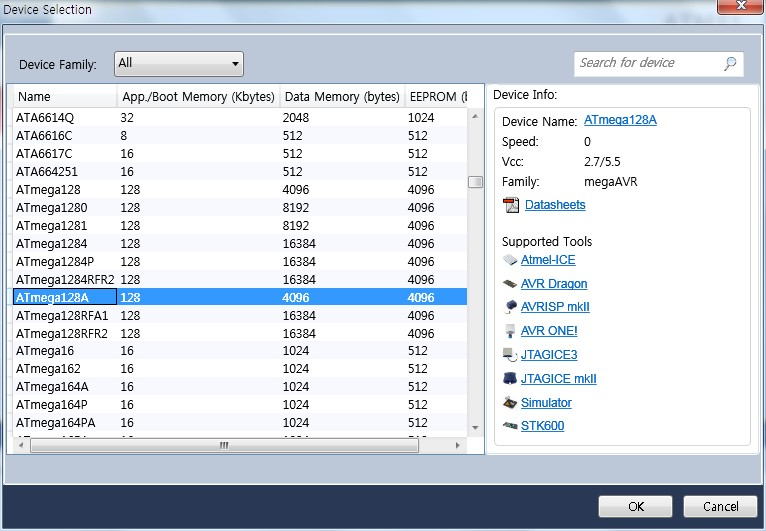 Device Selection
Device Family: All
Search for device
Name App./Boot Memory (Kbytes) Data Memory (bytes) EEPROM (
ATA6614Q 32 2048 1024
ATA6616C 8 512 512
ATA6617C 16 512 512
ATA664251 16 512 512
ATmega128 128 4096 4096
ATmega1280 128 8192 4096
ATmega1281 128 8192 4096
ATmega1284 128 16384 4096
ATmega1284P 128 16384 4096
ATmega1284RFR2 128 16384 4096
ATmega128A 128 4096 4096
ATmega128RFA1 128 16384 4096
ATmega128RFR2 128 16384 4096
ATmega16 16 1024 512
ATmega162 16 1024 512
ATmega164A 16 1024 512
ATmega164P 16 1024 512
ATmega164PA 16 1024 512
Device Info:
Device Name: ATmega128A
Speed: 0
Vcc: 2.7/5.5
Family: megaAVR
Datasheets
Supported Tools
Atmel-ICE
AVR Dragon
AVRISP mkII
AVR ONE!
JTAGICE3
JTAGICE mkII
Simulator
STK600
OK
Cancel